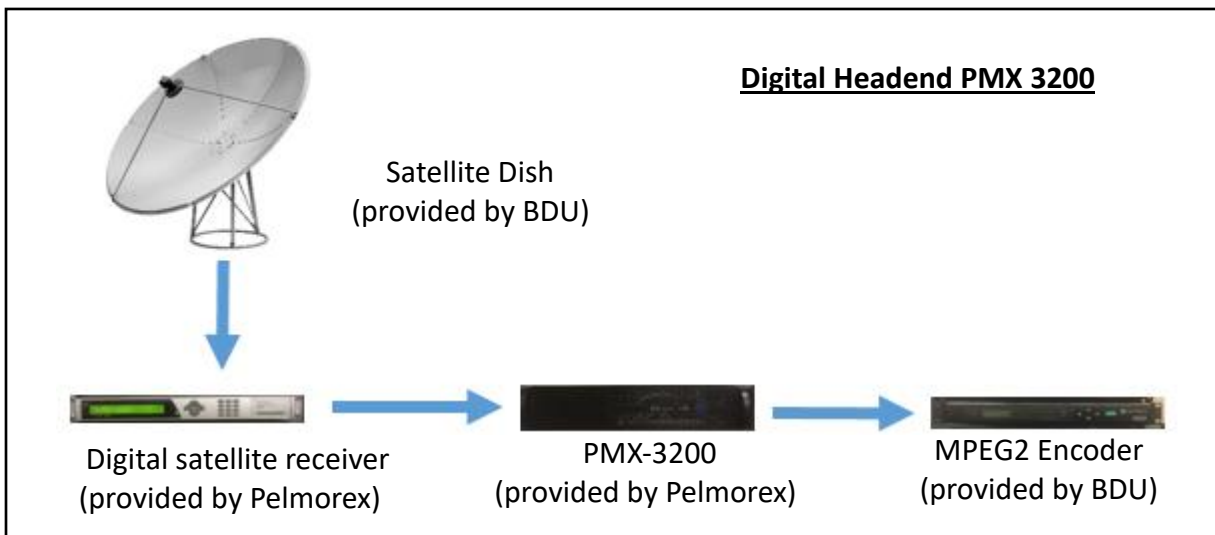 Digital Headend PMX 3200
Satellite Dish
(provided by BDU)
Digital satellite receiver
(provided by Pelmorex)
PMX-3200
(provided by Pelmorex)
MPEG2 Encoder
(provided by BDU)